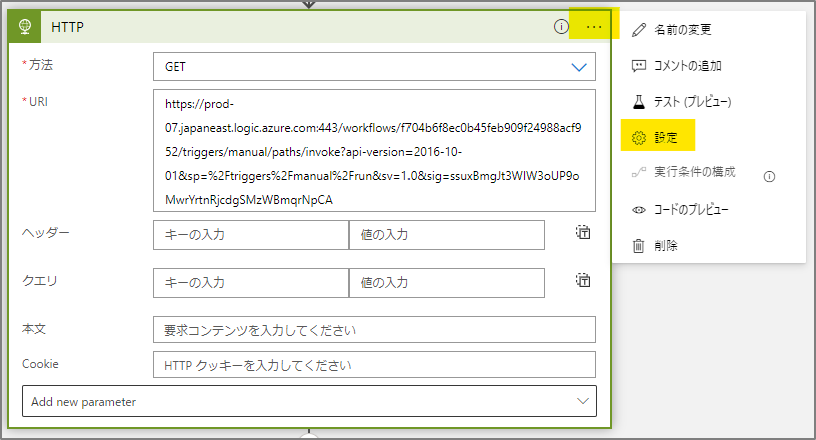 HTTP
···
*方法
GET
*URI
https://prod-
07.japaneast.logic.azure.com:443/workflows/f704b6f8ec0b45feb909f24988acf9
52/triggers/manual/paths/invoke?api-version=2016-10-
01&sp=%2Ftriggers%2Fmanual%2Frun&sv=1.0&sig=ssuxBmgJt3WIW3oUP9o
MwrYrtnRjcdgSMzWBmqrNpCA
ヘッダー
キーの入力
値の入力
クエリ
キーの入力
値の入力
本文
要求コンテンツを入力してください
Cookie
HTTP クッキーを入力してください
Add new parameter
名前の変更
コメントの追加
テスト (プレビュー)
設定
実行条件の構成
コードのプレビュー
削除